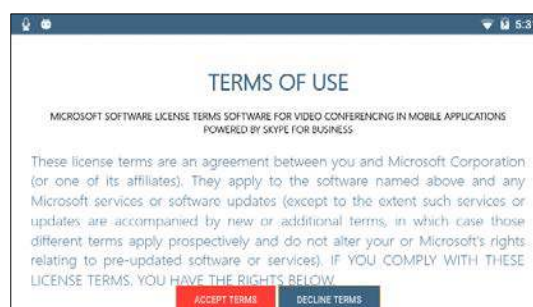 5:3
TERMS OF USE
MICROSOFT SOFTWARE LICENSE TERMS SOFTWARE FOR VIDEO CONFERENCING IN MOBILE APPLICATIONS
POWERED BY SKYPE FOR BUSINESS
These license terms are an agreement between you and Microsoft Corporation
(or one of its affiliates). They apply to the software named above and any
Microsoft services or software updates (except to the extent such services or
updates are accompanied by new or additional terms, in which case those
different terms apply prospectively and do not alter your or Microsoft's rights
relating to pre-updated software or services). IF YOU COMPLY WITH THESE
LICENSE TERMS, YOU HAVE THE RIGHTS BELOW.
ACCEPT TERMS DECLINE TERMS